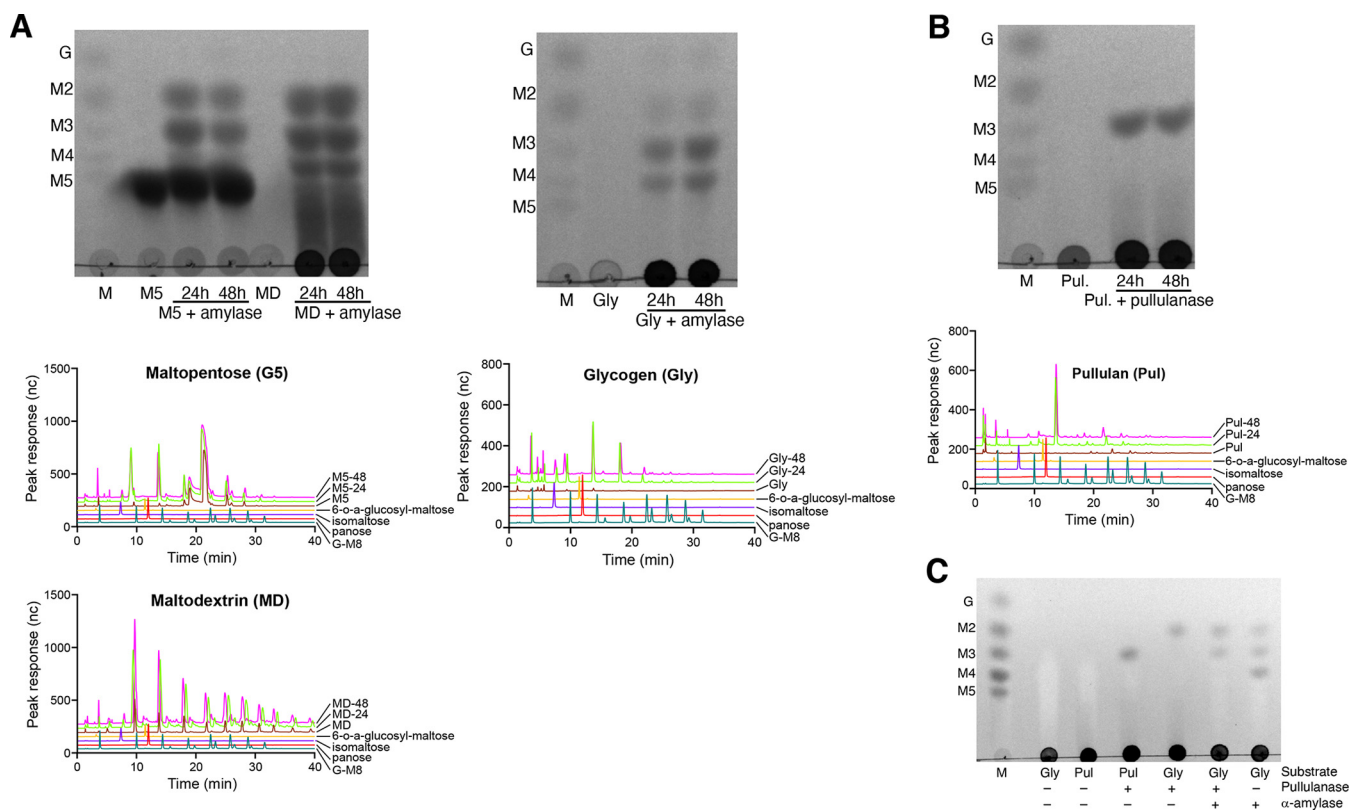 A
G
M2
M3
M4
M5
M M5 24h 48h MD 24h 48h
M5 + amylase MD + amylase
G
M2
M3
M4
M5
M Gly 24h 48h
Gly + amylase
B
G
M2
M3
M4
M5
M Pul. 24h 48h
Pul. + pullulanase
Maltopentose (G5)
Peak response (nc)
1500
1000
500
0
0 10 20 30 40
Time (min)
M5-48
M5-24
M5
6-o-a-glucosyl-maltose
isomaltose
panose
G-M8
Glycogen (Gly)
Peak response (nc)
800
600
400
200
0
0 10 20 30 40
Time (min)
Gly-48
Gly-24
Gly
6-o-a-glucosyl-maltose
isomaltose
panose
G-M8
Pullulan (Pul)
Peak response (nc)
800
600
400
200
0
0 10 20 30 40
Time (min)
Pul-48
Pul-24
Pul
6-o-a-glucosyl-maltose
isomaltose
panose
G-M8
Maltodextrin (MD)
Peak response (nc)
1500
1000
500
0
0 10 20 30 40
Time (min)
MD-48
MD-24
MD
6-o-a-glucosyl-maltose
isomaltose
panose
G-M8
C
G
M2
M3
M4
M5
M Gly Pul Pul Gly Gly Gly Substrate
− − + + + − Pullulanase
− − − − + + α-amylase